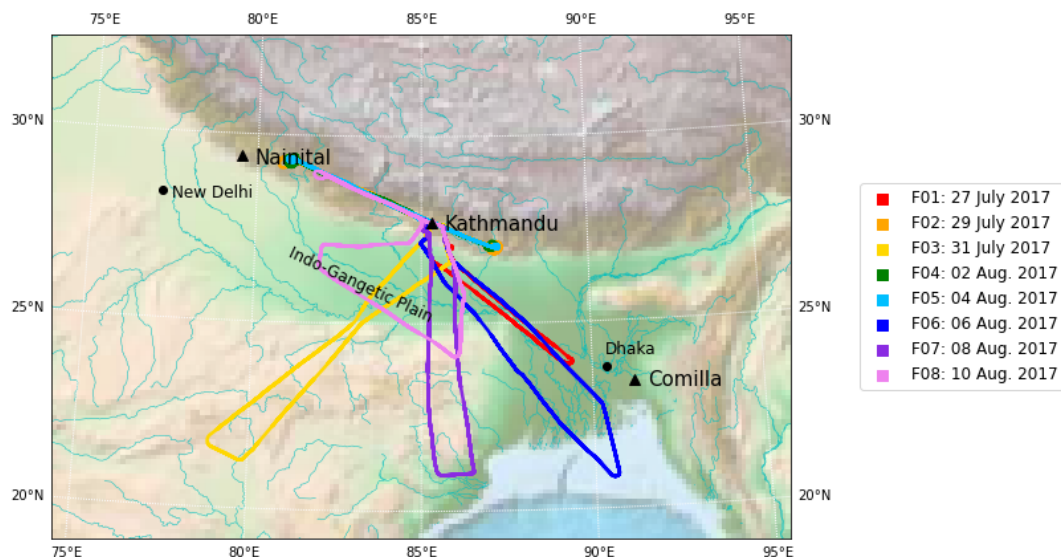 75°E 80°E 85°E 90°E 95°E
30°N 30°N
Nainital
New Delhi
Kathmandu
Indo-Gangetic Plain
25°N 25°N
Dhaka
Comilla
20°N 20°N
75°E 80°E 85°E 90°E 95°E
F01: 27 July 2017
F02: 29 July 2017
F03: 31 July 2017
F04: 02 Aug. 2017
F05: 04 Aug. 2017
F06: 06 Aug. 2017
F07: 08 Aug. 2017
F08: 10 Aug. 2017